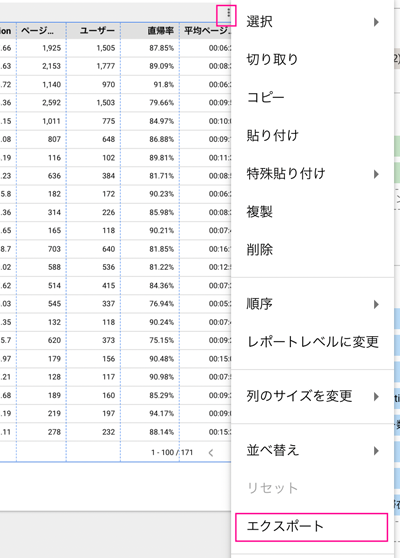 ion ページ... ユーザー 直帰率 平均ページ..
.66 1,925 1,505 87.85% 00:06:
.63 2,153 1,777 89.09% 00:08:
.72 1,140 970 91.8% 00:06:
.36 2,592 1,503 79.66% 00:09:
.15 1,011 775 84.97% 00:10:
.08 807 648 86.88% 00:09:
.19 116 102 89.81% 00:11:
.23 636 384 81.71% 00:08:
5.8 182 172 90.23% 00:06:
.36 314 226 85.98% 00:08:
.65 165 118 90.21% 00:07:
8.7 703 640 81.85% 00:16:
.02 588 536 81.22% 00:12:
.62 514 415 84.36% 00:07:
.03 545 337 76.94% 00:05:
.35 132 118 90.24% 00:07:
5.7 620 373 75.15% 00:09:
.97 179 156 90.48% 00:15:
.21 128 117 90.98% 00:07:
.68 189 160 85.29% 00:09:
.19 219 197 94.17% 00:09:
.11 278 232 88.14% 00:15:
1 - 100 / 171
選択
切り取り
コピー
貼り付け
特殊貼り付け
複製
削除
順序
レポートレベルに変更
列のサイズを変更
並べ替え
リセット
エクスポート